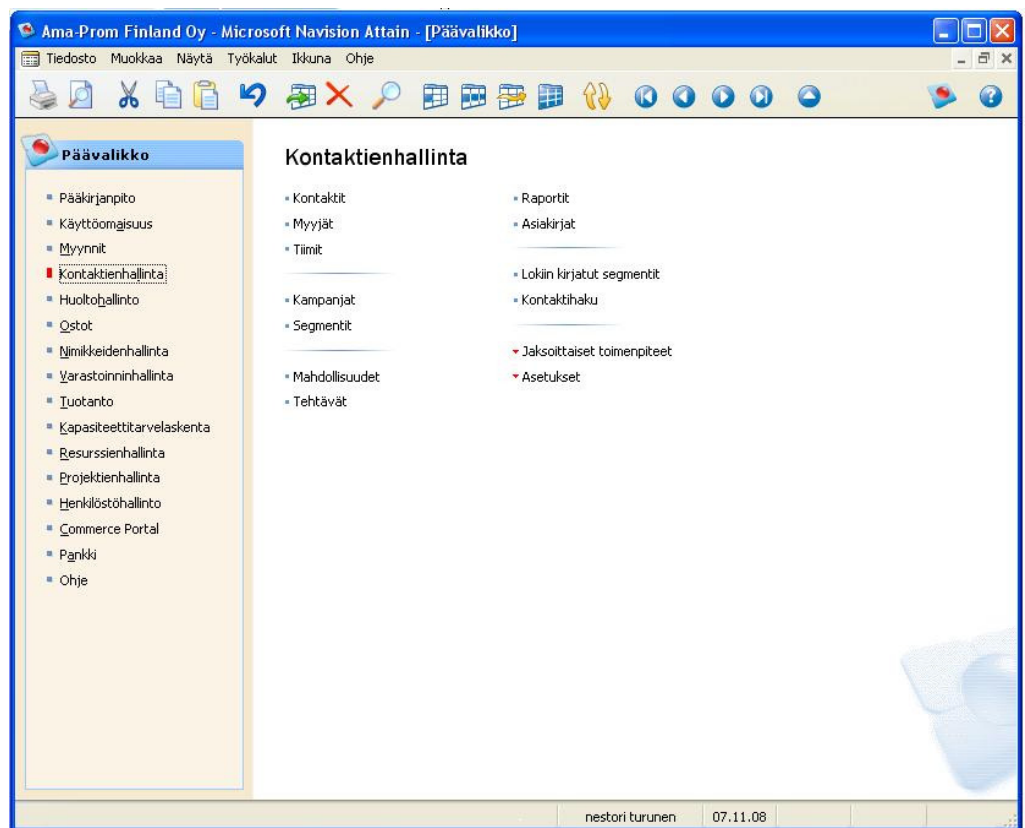 Ama-Prom Finland Oy - Microsoft Navision Attain - [Päävalikko]
Tiedosto Muokkaa Näytä Työkalut Ikkuna Ohje
Päävalikko
Pääkirjanpito
Käyttöomaisuus
Myynnit
Kontaktienhallinta
Huoltohallinto
Ostot
Nimikkeidenhallinta
Varastoinninhallinta
Tuotanto
Kapasiteettitarvelaskenta
Resurssienhallinta
Projektienhallinta
Henkilöstöhallinto
Commerce Portal
Pankki
Ohje
Kontaktienhallinta
Kontaktit
Myyjät
Tiimit
Kampanjat
Segmentit
Mahdollisuudet
Tehtävät
Raportit
Asiakirjat
Lokiin kirjatut segmentit
Kontaktihaku
Jaksoittaiset toimenpiteet
Asetukset
nestori turunen 07.11.08